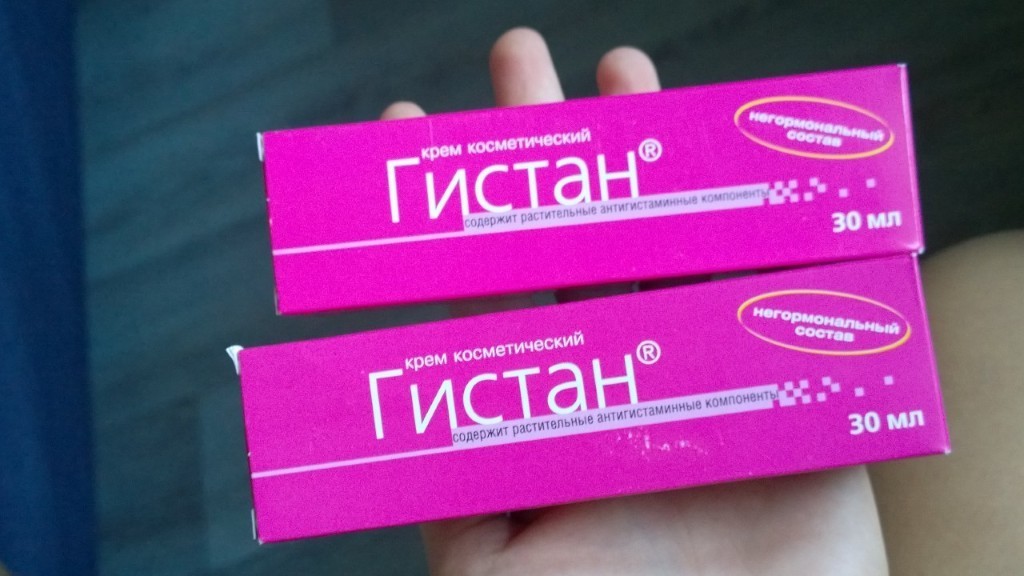 крем косметический
Гистан®
содержит растительные антигистаминные компоненты
негормональный
состав
30 мл
крем косметический
Гистан®
содержит растительные антигистаминные компоненты
негормональный
состав
30 мл